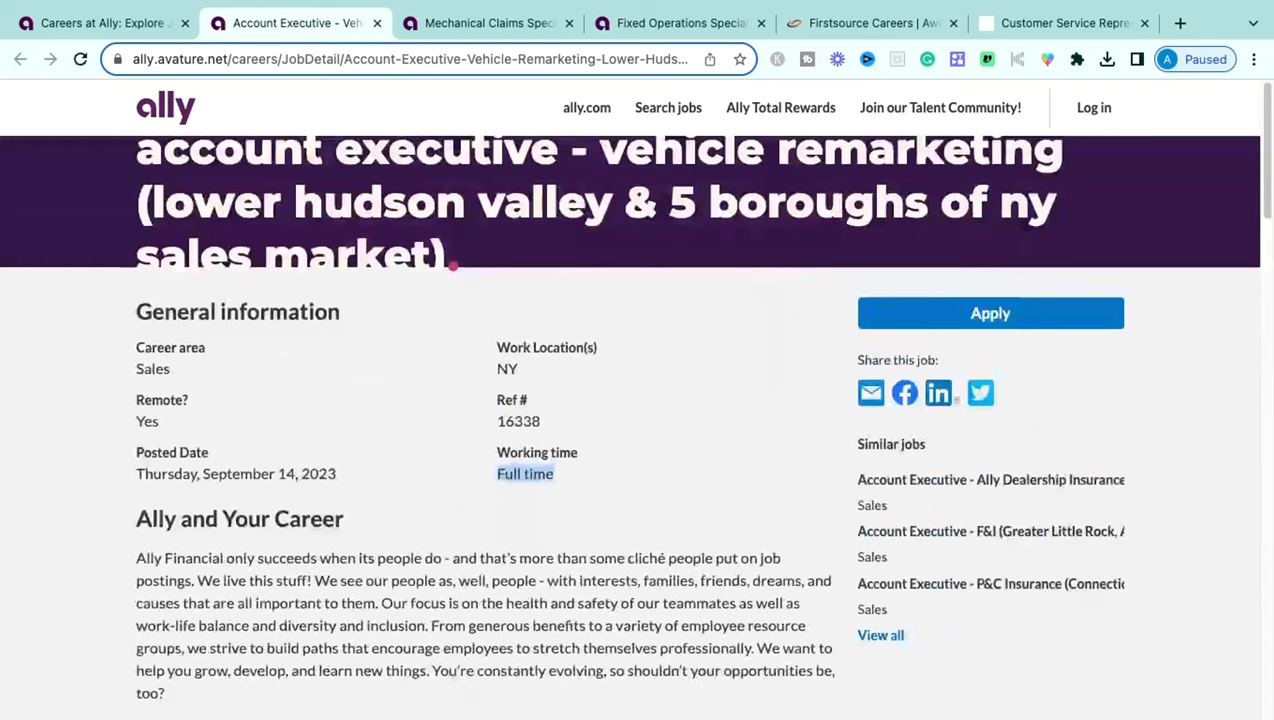 Careers at Ally: Explore J
Account Executive - Veh
Mechanical Claims Spec
Fixed Operations Special
Firstsource Careers | Aw
Customer Service Repre
ally.avature.net/careers/JobDetail/Account-Executive-Vehicle-Remarketing-Lower-Huds...
A Paused
ally
ally.com Search jobs Ally Total Rewards Join our Talent Community! Log in
account executive - vehicle remarketing
(lower hudson valley & 5 boroughs of ny
sales market).
General information
Apply
Career area
Work Location(s)
Sales
NY
Share this job:
Remote?
Ref #
Yes
16338
Posted Date
Working time
Thursday, September 14, 2023
Full time
Similar jobs
Account Executive - Ally Dealership Insurance
Sales
Account Executive - F&I (Greater Little Rock, A
Sales
Account Executive - P&C Insurance (Connectic
Sales
View all
Ally and Your Career
Ally Financial only succeeds when its people do - and that's more than some cliché people put on job
postings. We live this stuff! We see our people as, well, people - with interests, families, friends, dreams, and
causes that are all important to them. Our focus is on the health and safety of our teammates as well as
work-life balance and diversity and inclusion. From generous benefits to a variety of employee resource
groups, we strive to build paths that encourage employees to stretch themselves professionally. We want to
help you grow, develop, and learn new things. You're constantly evolving, so shouldn't your opportunities be,
too?